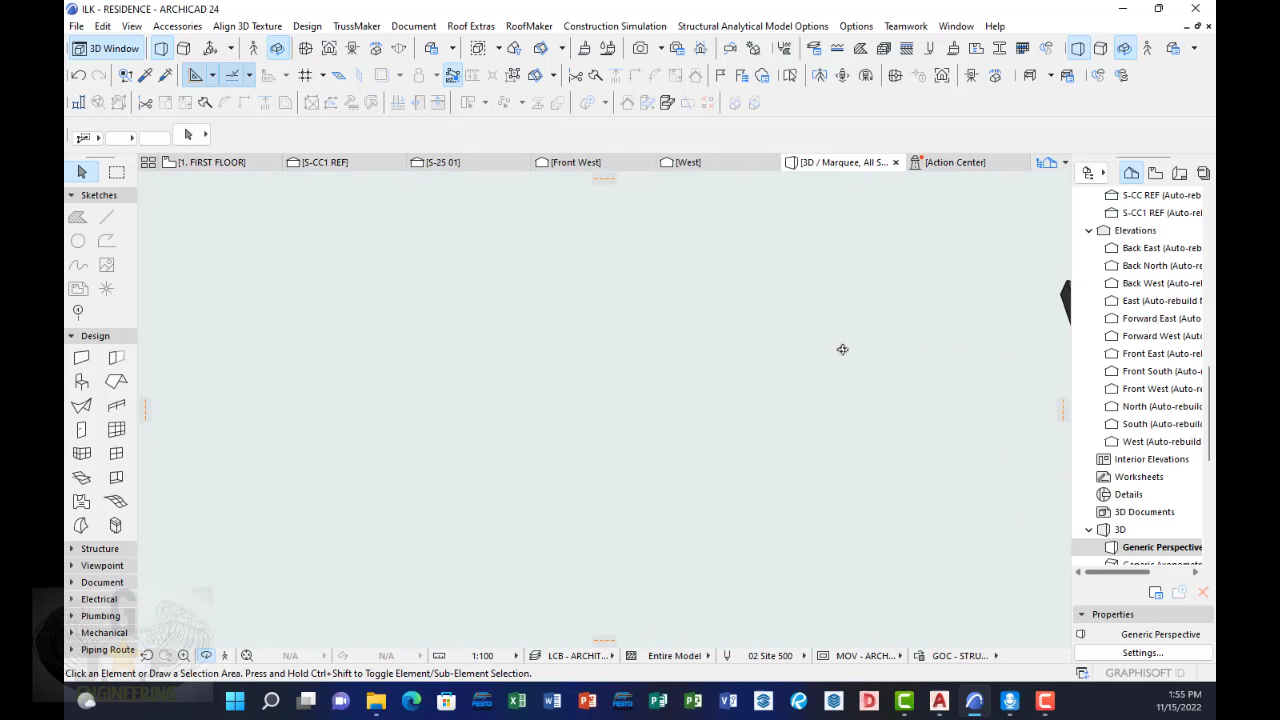 ILK - RESIDENCE - ARCHICAD 24
File Edit View Accessories Align 3D Texture Design TrussMaker Document Roof Extras RoofMaker Construction Simulation Structural Analytical Model Options Options Teamwork Window Help
3D Window
[1. FIRST FLOOR] [S-CC1 REF] [S-25 01] [Front West] [West] [3D / Marquee, All S... [Action Center]
Sketches
Design
Structure
Viewpoint
Document
Electrical
Plumbing
Mechanical
Piping Route
S-CC REF (Auto-reb
S-CC1 REF (Auto-re
Elevations
Back East (Auto-reb
Back North (Auto-re
Back West (Auto-re
East (Auto-rebuild M
Forward East (Auto
Forward West (Auto
Front East (Auto-rel
Front South (Auto-r
Front West (Auto-re
North (Auto-rebuild
South (Auto-rebuild
West (Auto-rebuild
Interior Elevations
Worksheets
Details
3D Documents
3D
Generic Perspective
Properties
Generic Perspective
Settings...
N/A N/A 1:100 LCB - ARCHIT... Entire Model 02 Site 500 MOV - ARCH... GOC - STRU...
Click an Element or Draw a Selection Area. Press and Hold Ctrl+Shift to Toggle Element/Sub-Element Selection.
GRAPHISOFT ID
ENGINEERING
1:55 PM
11/15/2022